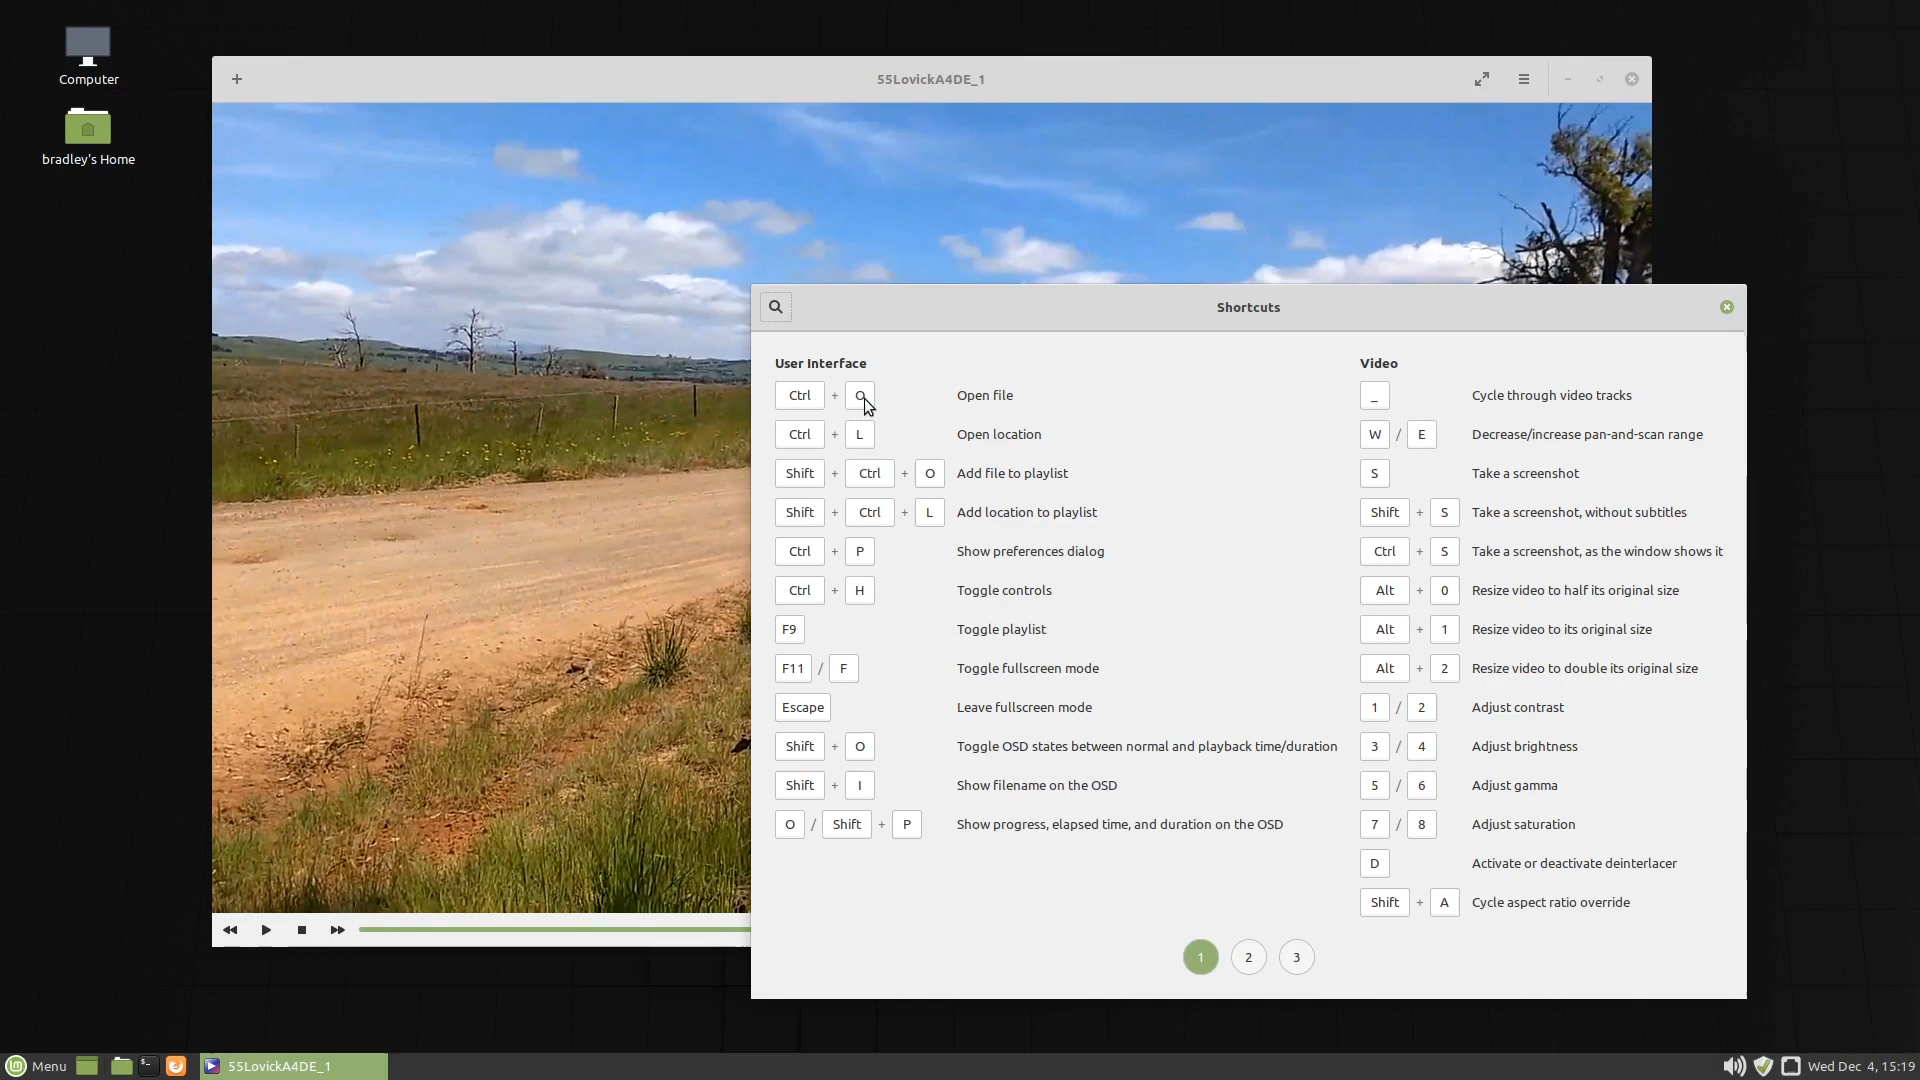 Computer
bradley's Home
55LovickA4DE_1
Shortcuts
User Interface
Ctrl + O Open file
Ctrl + L Open location
Shift + Ctrl + O Add file to playlist
Shift + Ctrl + L Add location to playlist
Ctrl + P Show preferences dialog
Ctrl + H Toggle controls
F9 Toggle playlist
F11 / F Toggle fullscreen mode
Escape Leave fullscreen mode
Shift + O Toggle OSD states between normal and playback time/duration
Shift + I Show filename on the OSD
O / Shift + P Show progress, elapsed time, and duration on the OSD
Video
_ Cycle through video tracks
W / E Decrease/increase pan-and-scan range
S Take a screenshot
Shift + S Take a screenshot, without subtitles
Ctrl + S Take a screenshot, as the window shows it
Alt + 0 Resize video to half its original size
Alt + 1 Resize video to its original size
Alt + 2 Resize video to double its original size
1 / 2 Adjust contrast
3 / 4 Adjust brightness
5 / 6 Adjust gamma
7 / 8 Adjust saturation
D Activate or deactivate deinterlacer
Shift + A Cycle aspect ratio override
1 2 3
Menu
55LovickA4DE_1
Wed Dec 4, 15:19